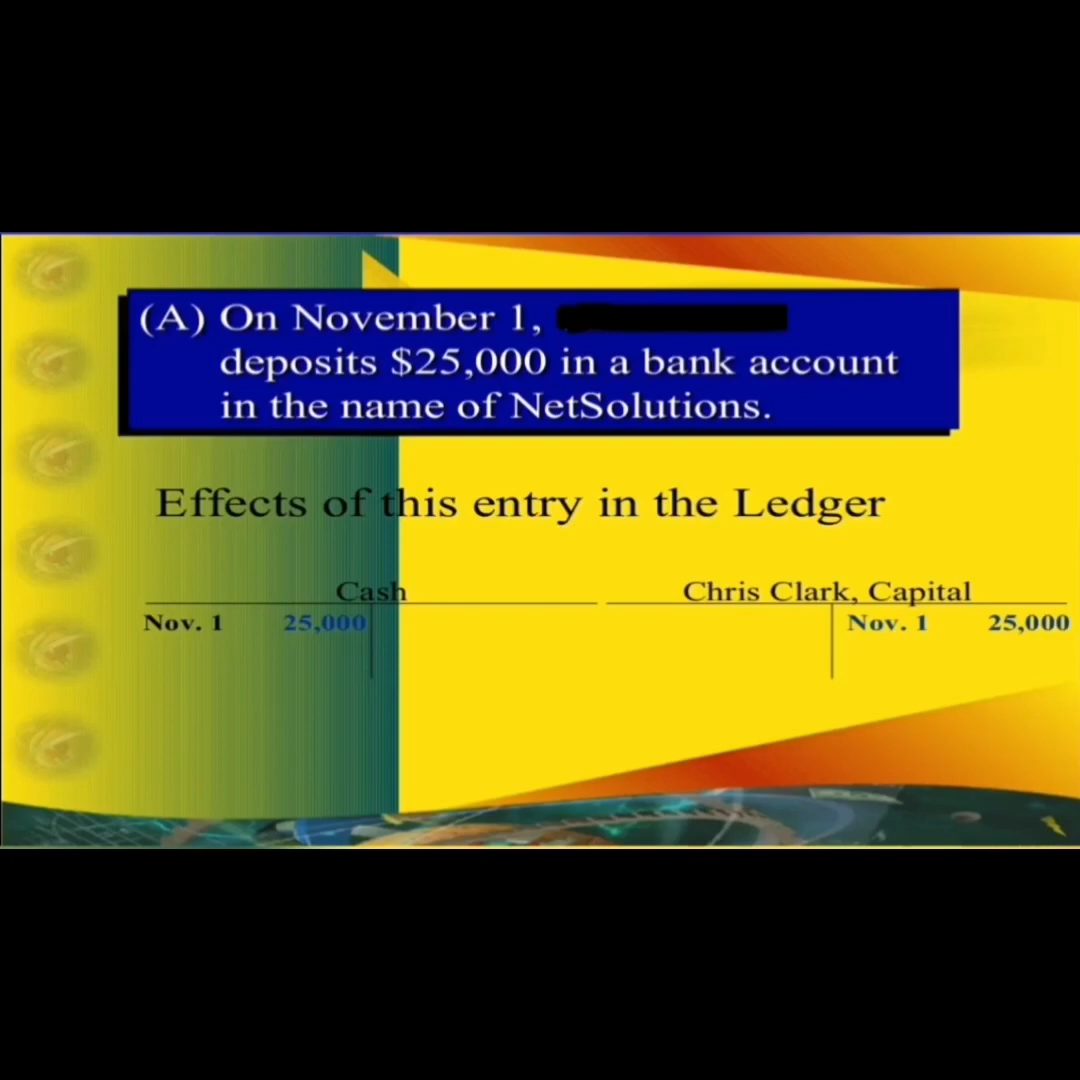 (A) On November 1,
deposits $25,000 in a bank account
in the name of NetSolutions.
Effects of this entry in the Ledger
Cash Chris Clark, Capital
Nov. 1 25,000 Nov. 1 25,000